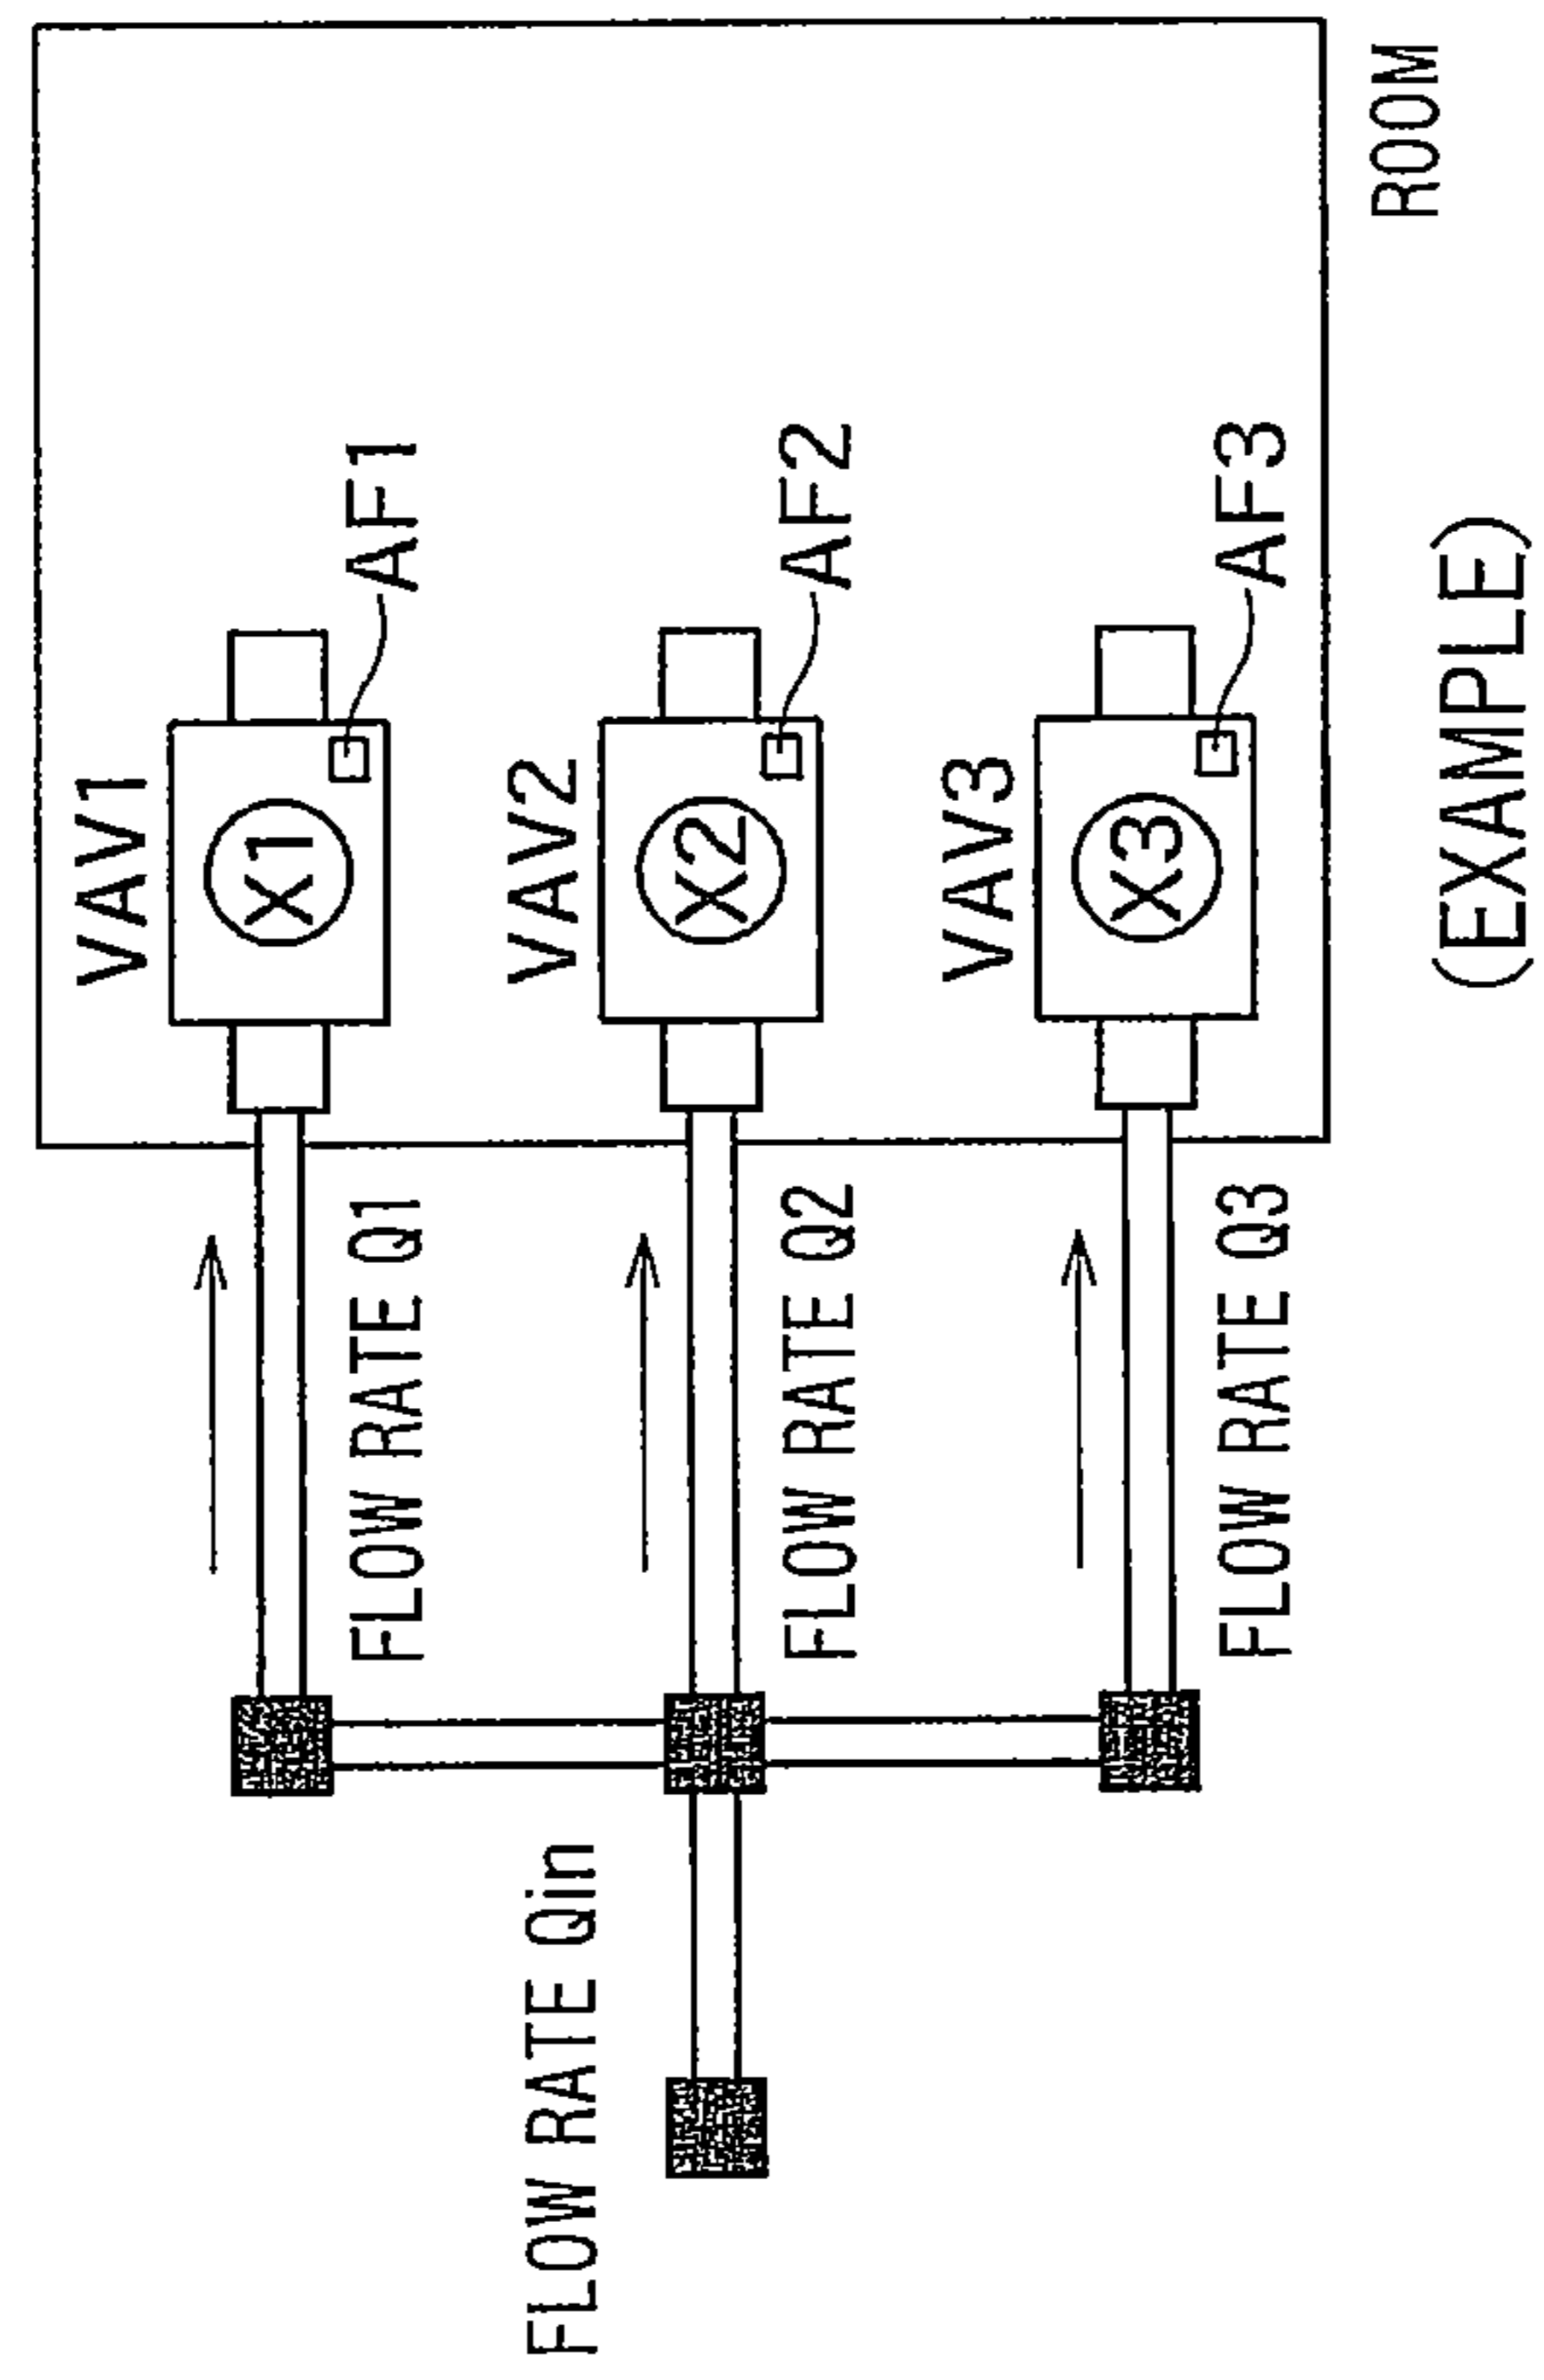 VAV1
X1
AF1
FLOW RATE Q1
VAV2
X2
AF2
FLOW RATE Qin
FLOW RATE Q2
VAV3
X3
AF3
FLOW RATE Q3
ROOM
(EXAMPLE)